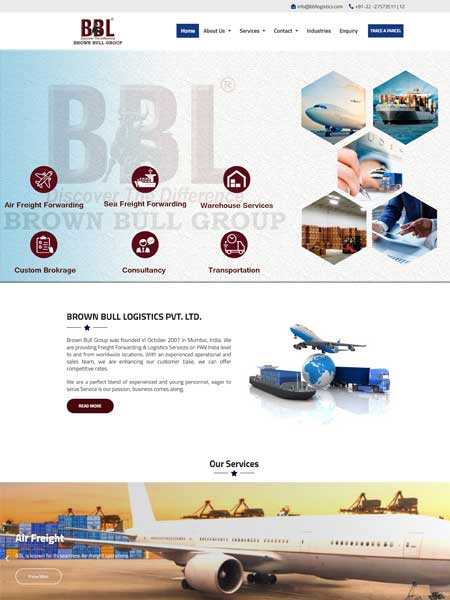 info@bbllogistics.com
+91-22 -27573511 | 12
BBL
Discover The Difference
BROWN BULL GROUP
Home
About Us
Services
Contact
Industries
Enquiry
TRACE A PARCEL
BBL®
Discover The Difference
BROWN BULL GROUP
Air Freight Forwarding
Sea Freight Forwarding
Warehouse Services
Custom Brokrage
Consultancy
Transportation
BROWN BULL LOGISTICS PVT. LTD.
Brown Bull Group was founded in October 2001 in Mumbai, India. We
are providing Freight Forwarding & Logistics Services on PAN India level
to and from worldwide locations. With an experienced operational and
sales team, we are enhancing our customer base. we can offer
competitive rates.
We are a perfect blend of experienced and young personnel, eager to
serve.Service is our passion, business comes along.
READ MORE
Our Services
Air Freight
BBL is known for its seamless Air-freight operations
View More